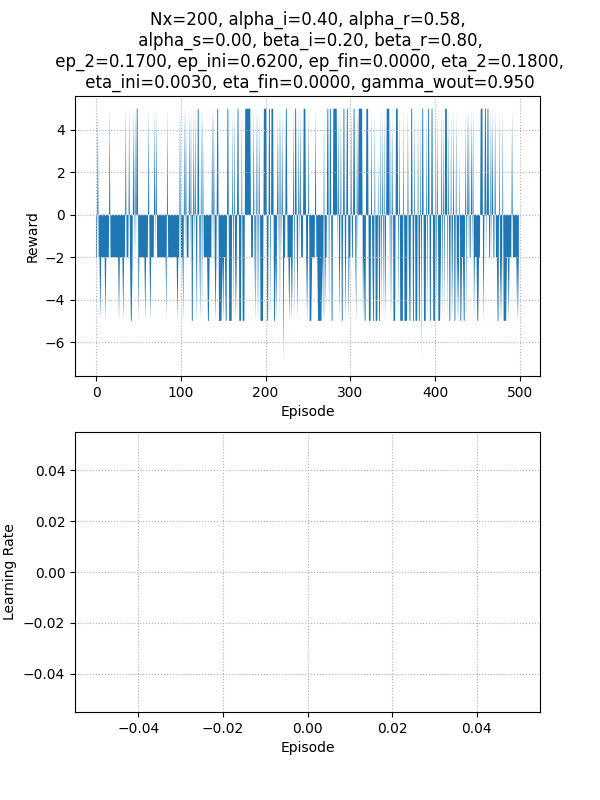 Nx=200, alpha_i=0.40, alpha_r=0.58,
alpha_s=0.00, beta_i=0.20, beta_r=0.80,
ep_2=0.1700, ep_ini=0.6200, ep_fin=0.0000, eta_2=0.1800,
eta_ini=0.0030, eta_fin=0.0000, gamma_wout=0.950
4
2
0
−2
−4
−6
Reward
0 100 200 300 400 500
Episode
0.04
0.02
0.00
−0.02
−0.04
Learning Rate
−0.04 −0.02 0.00 0.02 0.04
Episode